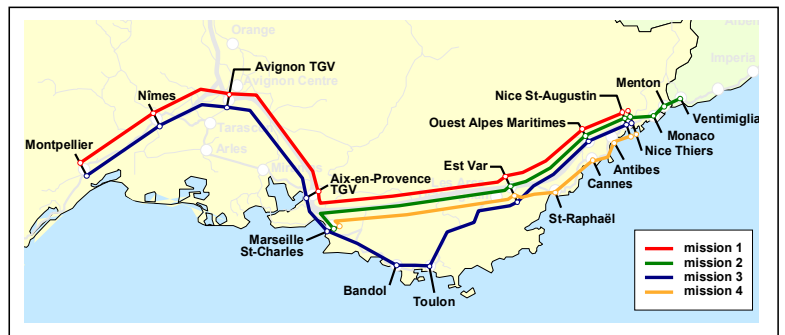 Orange
Albe
Avignon TGV
Avignon Centre
Imperia
Nîmes
Menton
Nice St-Augustin
Ouest Alpes Maritimes
Ventimiglia
Tarasc
Monaco
Montpellier
Arles
Nice Thiers
Est Var
Antibes
Aix-en-Provence
TGV
Cannes
St-Raphaël
Marseille
St-Charles
Bandol
Toulon
mission 1
mission 2
mission 3
mission 4